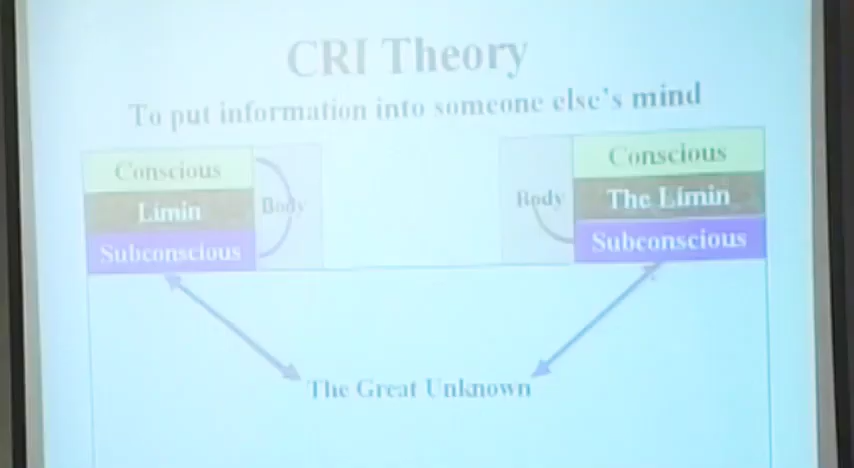 CRI Theory
To put information into someone else's mind
Conscious
Limin
Subconscious
Body
Body
Conscious
The Limin
Subconscious
The Great Unknown